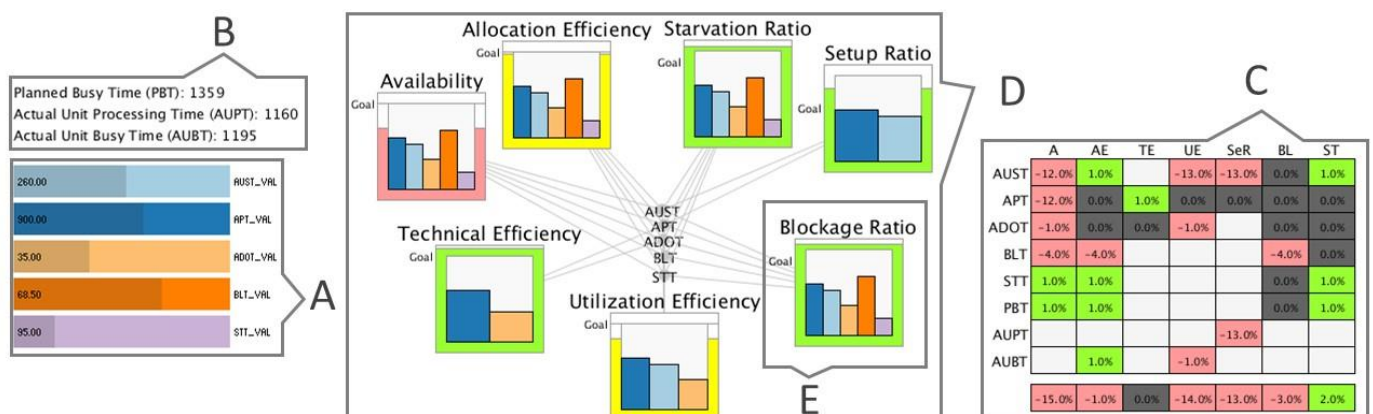 B
Planned Busy Time (PBT): 1359
Actual Unit Processing Time (AUPT): 1160
Actual Unit Busy Time (AUBT): 1195
260.00 AUST_VAL
900.00 APT_VAL
35.00 ADOT_VAL
68.50 BLT_VAL
95.00 STT_VAL
A
Allocation Efficiency
Goal
Starvation Ratio
Goal
Setup Ratio
Availability
Goal
AUST
APT
ADOT
BLT
STT
Technical Efficiency
Goal
Blockage Ratio
Goal
Utilization Efficiency
Goal
E
D
C
A AE TE UE SeR BL ST
AUST -12.0% 1.0% -13.0% -13.0% 0.0% 1.0%
APT -12.0% 0.0% 1.0% 0.0% 0.0% 0.0% 0.0%
ADOT -1.0% 0.0% 0.0% -1.0% 0.0% 0.0%
BLT -4.0% -4.0% -4.0% 0.0%
STT 1.0% 1.0% 0.0% 1.0%
PBT 1.0% 1.0% 0.0% 1.0%
AUPT -13.0%
AUBT 1.0% -1.0%
-15.0% -1.0% 0.0% -14.0% -13.0% -3.0% 2.0%